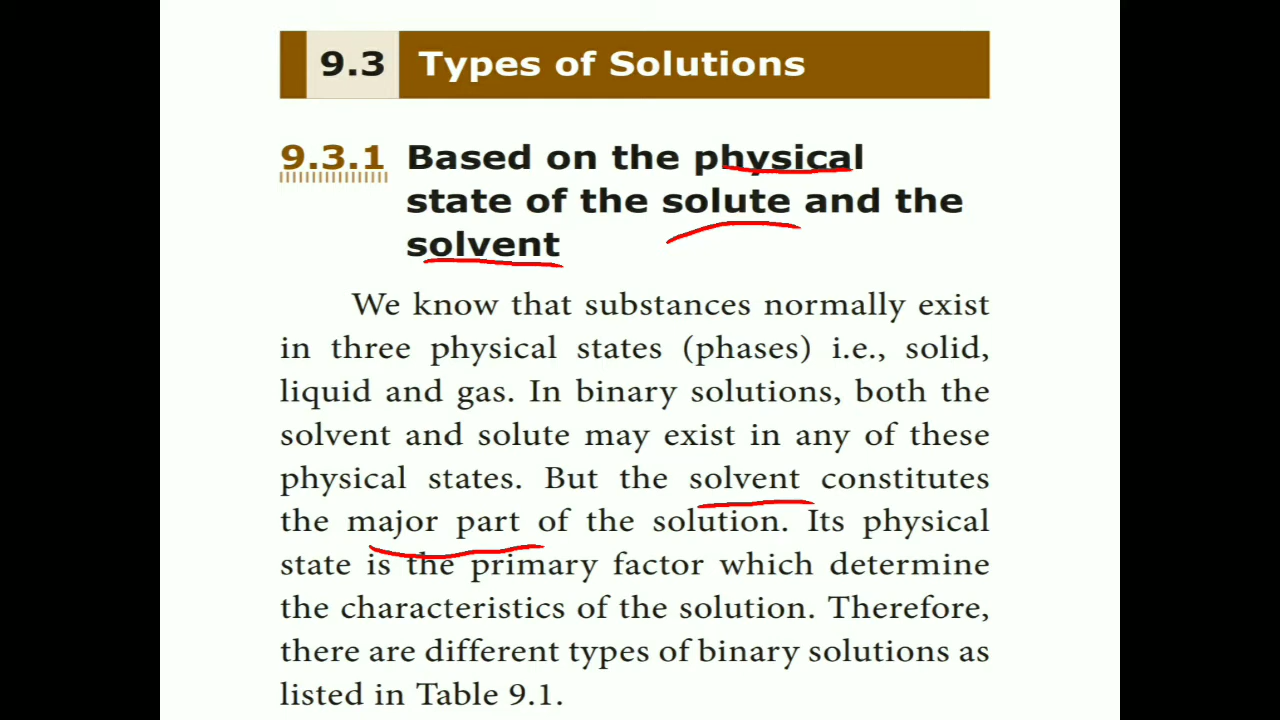 9.3 Types of Solutions
9.3.1 Based on the physical
state of the solute and the
solvent
We know that substances normally exist
in three physical states (phases) i.e., solid,
liquid and gas. In binary solutions, both the
solvent and solute may exist in any of these
physical states. But the solvent constitutes
the major part of the solution. Its physical
state is the primary factor which determine
the characteristics of the solution. Therefore,
there are different types of binary solutions as
listed in Table 9.1.